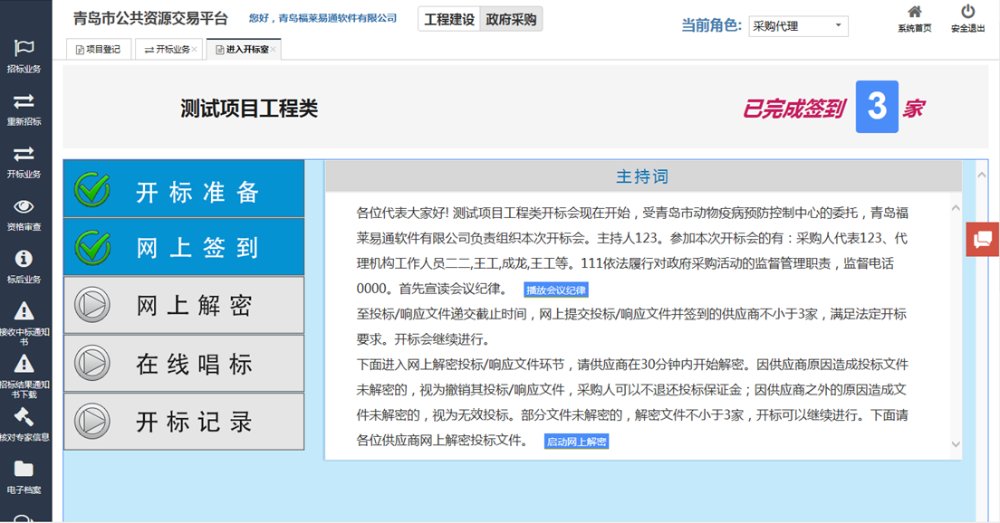 青岛市公共资源交易平台
您好，青岛福莱易通软件有限公司
工程建设 政府采购
当前角色: 采购代理
系统首页 安全退出
项目登记 开标业务 进入开标室
招标业务
重新招标
开标业务
资格审查
标后业务
接收中标通知
书
招标结果通知
书下载
核对专家信息
电子档案
测试项目工程类
已完成签到 3 家
开标准备
网上签到
网上解密
在线唱标
开标记录
主持词
各位代表大家好! 测试项目工程类开标会现在开始，受青岛市动物疫病预防控制中心的委托，青岛福
莱易通软件有限公司负责组织本次开标会。主持人123。参加本次开标会的有：采购人代表123、代
理机构工作人员二二,王工,成龙,王工等。111依法履行对政府采购活动的监督管理职责，监督电话
0000。首先宣读会议纪律。 播放会议纪律
至投标/响应文件递交截止时间，网上提交投标/响应文件并签到的供应商不小于3家，满足法定开标
要求。开标会继续进行。
下面进入网上解密投标/响应文件环节，请供应商在30分钟内开始解密。因供应商原因造成投标文件
未解密的，视为撤销其投标/响应文件，采购人可以不退还投标保证金；因供应商之外的原因造成文
件未解密的，视为无效投标。部分文件未解密的，解密文件不小于3家，开标可以继续进行。下面请
各位供应商网上解密投标文件。 启动网上解密